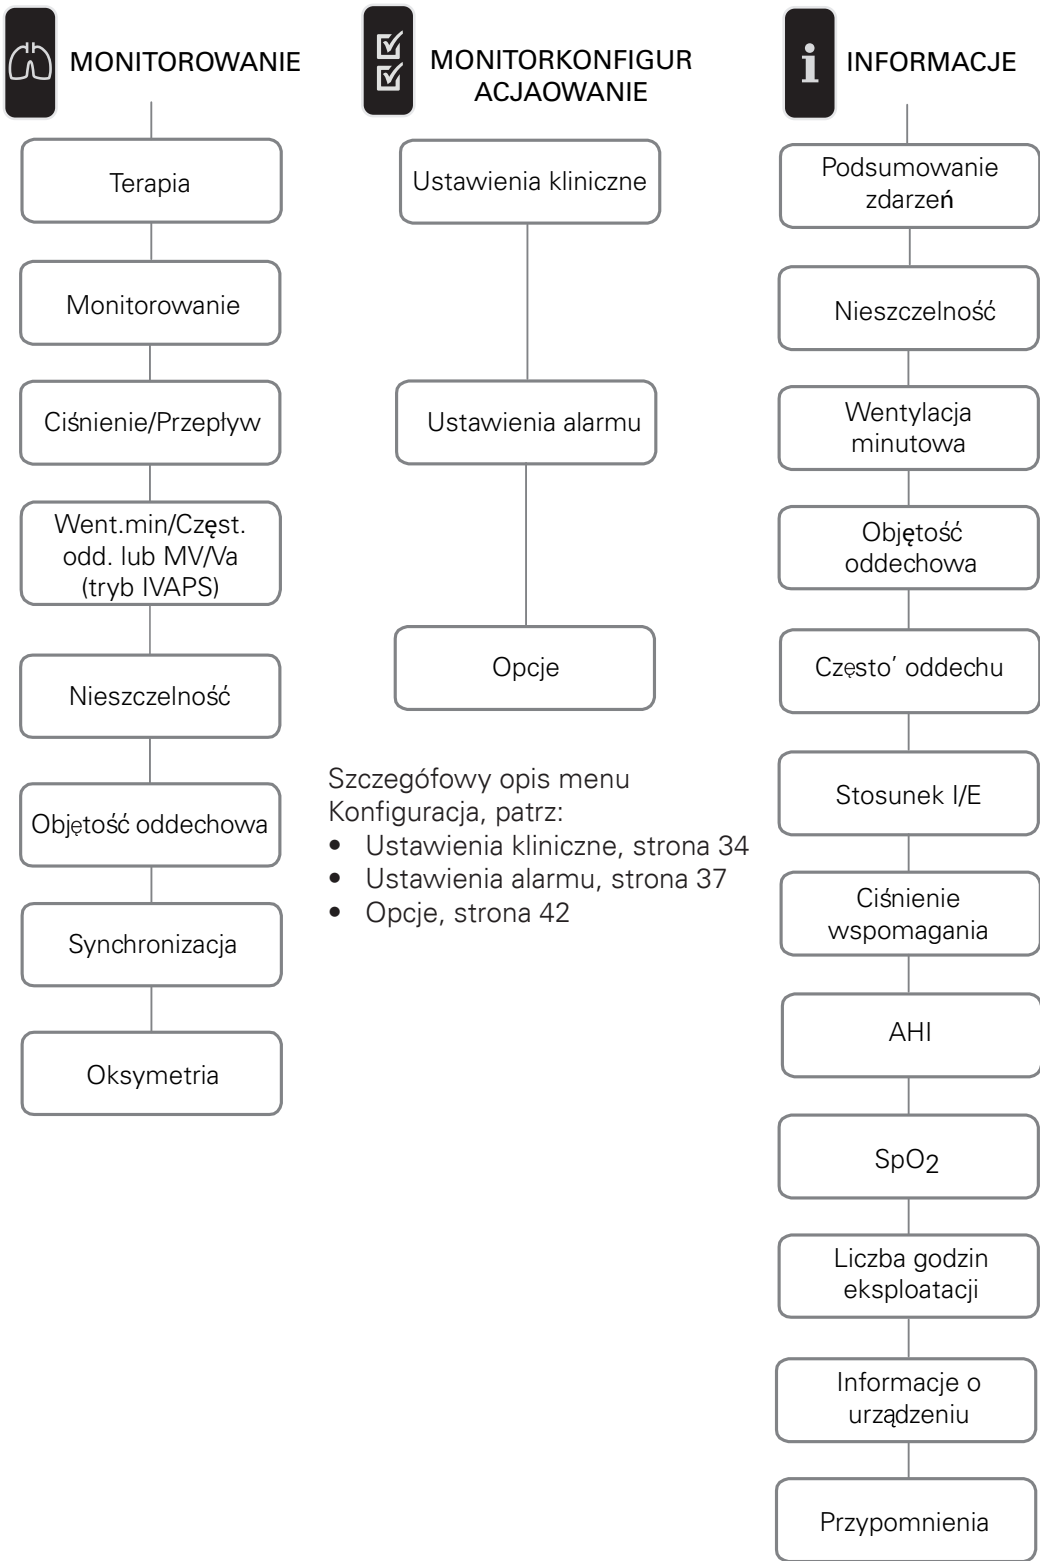 MONITOROWANIE
Terapia
Monitorowanie
Ciśnienie/Przepływ
Went.min/Częst.
odd. lub MV/Va
(tryb IVAPS)
Nieszczelność
Objętość oddechowa
Synchronizacja
Oksymetria
MONITORKONFIGUR
ACJAOWANIE
Ustawienia kliniczne
Ustawienia alarmu
Opcje
Szczegófowy opis menu
Konfiguracja, patrz:
• Ustawienia kliniczne, strona 34
• Ustawienia alarmu, strona 37
• Opcje, strona 42
i INFORMACJE
Podsumowanie
zdarzeń
Nieszczelność
Wentylacja
minutowa
Objętość
oddechowa
Często’ oddechu
Stosunek I/E
Ciśnienie
wspomagania
AHI
SpO2
Liczba godzin
eksploatacji
Informacje o
urządzeniu
Przypomnienia